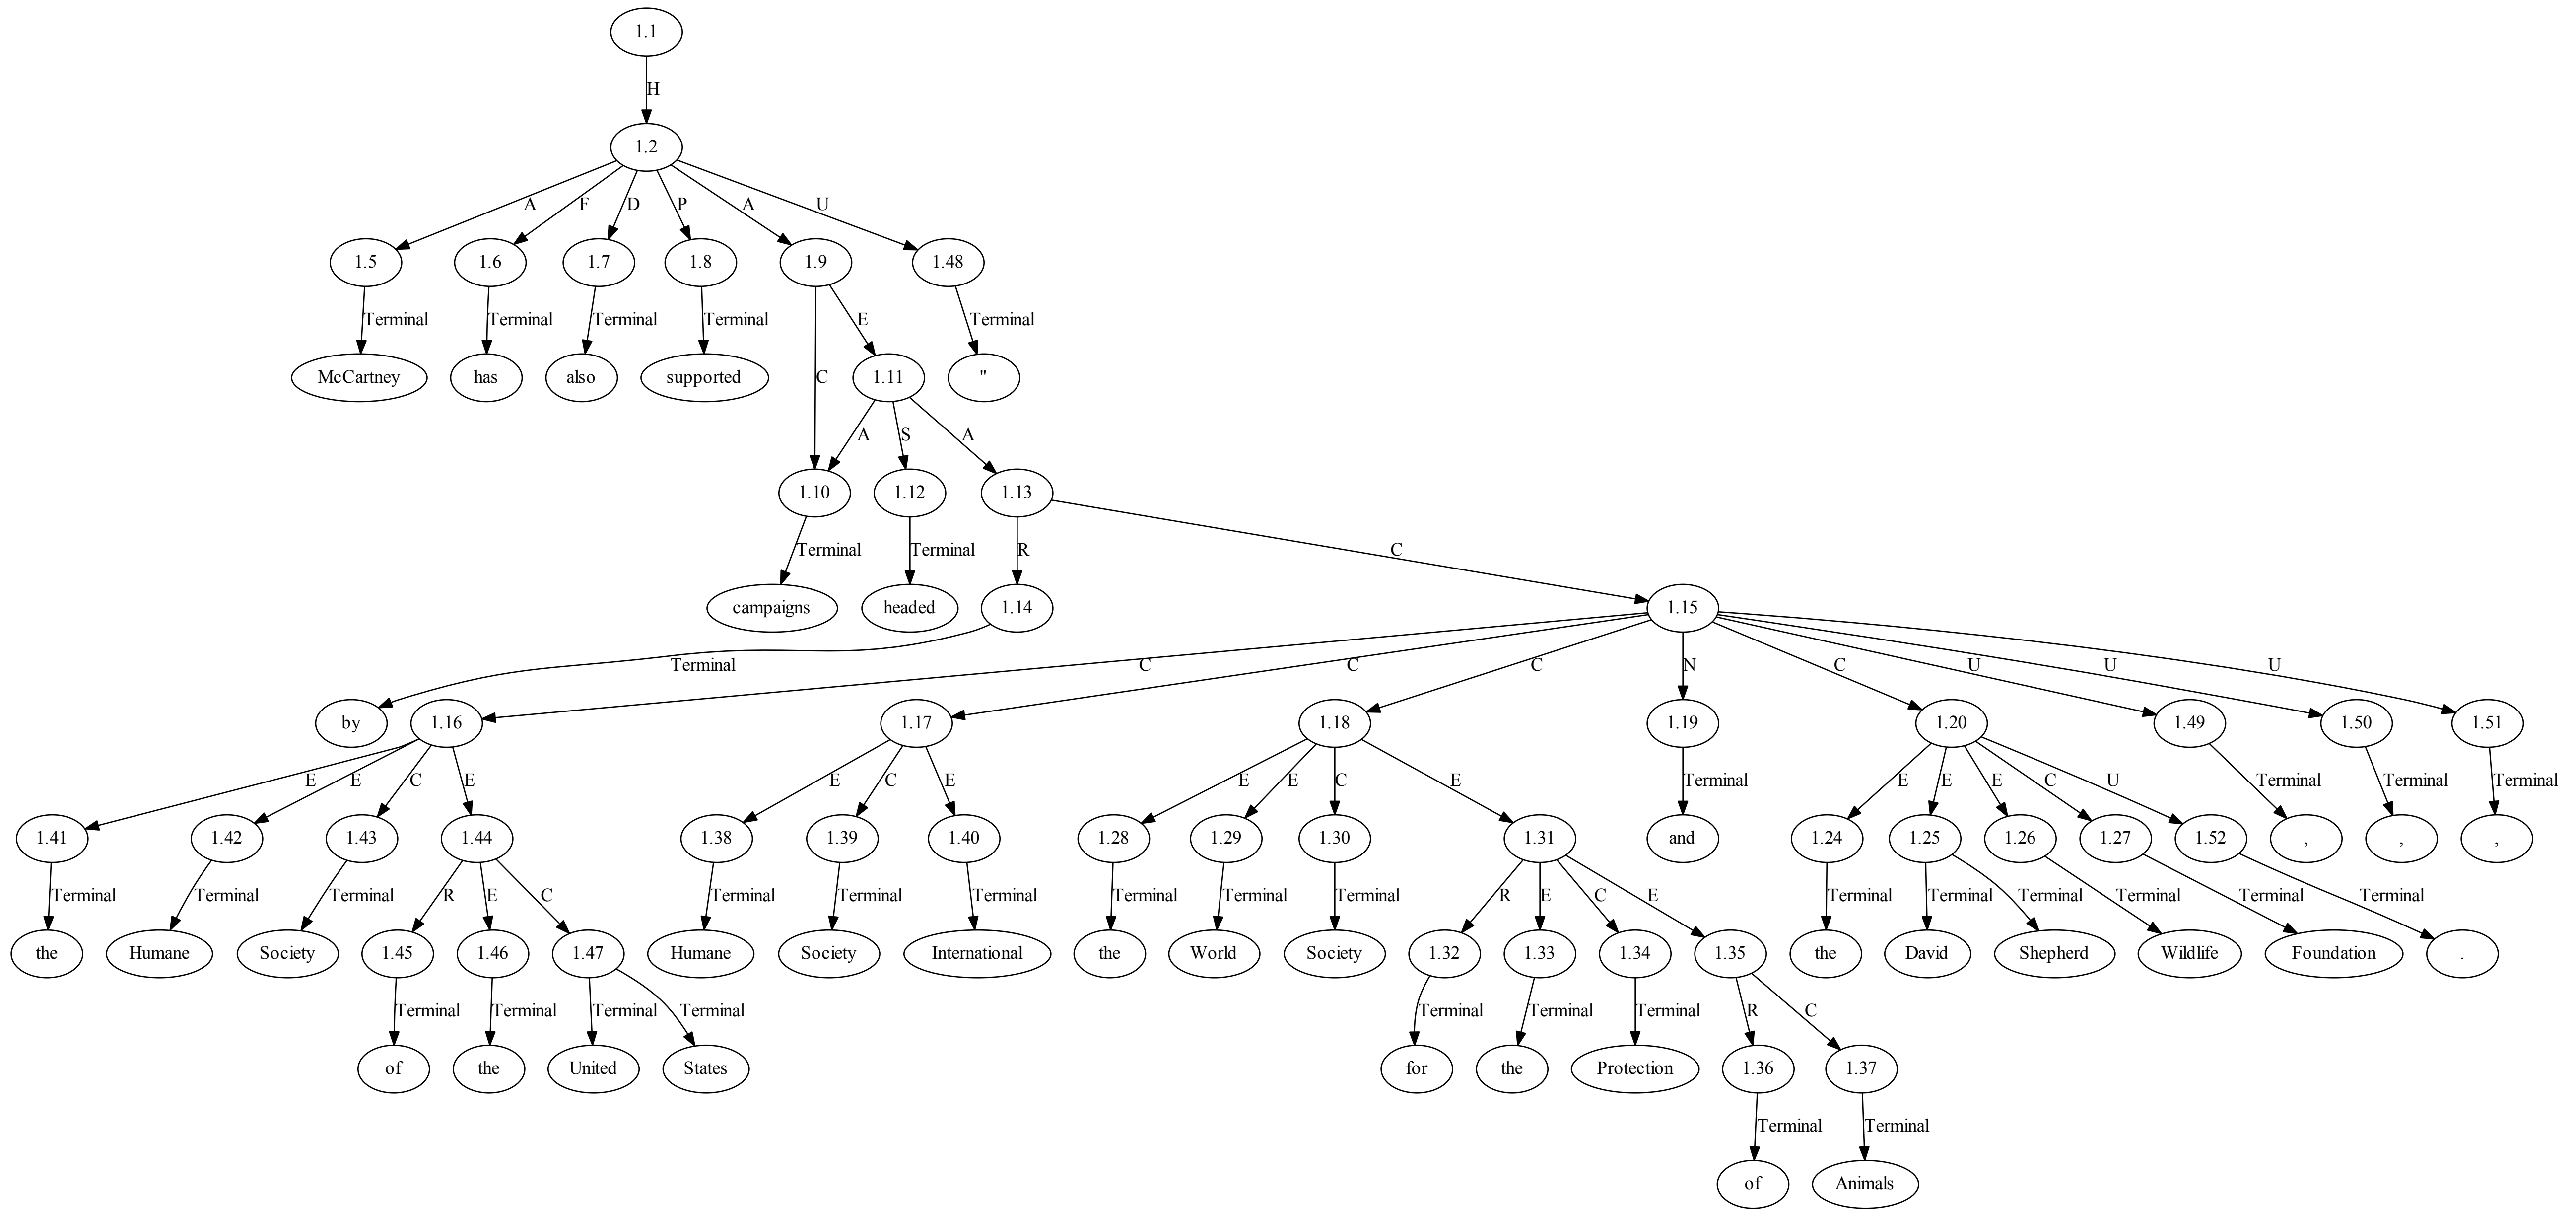 1.1
H
1.2
A F D P A U
1.5 1.6 1.7 1.8 1.9 1.48
Terminal Terminal Terminal Terminal E Terminal
McCartney has also supported C 1.11 "
A S A
1.10 1.12 1.13
Terminal Terminal R C
campaigns headed 1.14 1.15
Terminal C C C N C U U U
by 1.16 1.17 1.18 1.19 1.20 1.49 1.50 1.51
E E C E E C E E E C E Terminal E E E C U Terminal Terminal Terminal
1.41 1.42 1.43 1.44 1.38 1.39 1.40 1.28 1.29 1.30 1.31 and 1.24 1.25 1.26 1.27 1.52 , , ,
Terminal Terminal Terminal R E C Terminal Terminal Terminal Terminal Terminal Terminal R E C E Terminal Terminal Terminal Terminal Terminal Terminal
the Humane Society 1.45 1.46 1.47 Humane Society International the World Society 1.32 1.33 1.34 1.35 the David Shepherd Wildlife Foundation .
Terminal Terminal Terminal Terminal Terminal Terminal Terminal R C
of the United States for the Protection 1.36 1.37
Terminal Terminal
of Animals